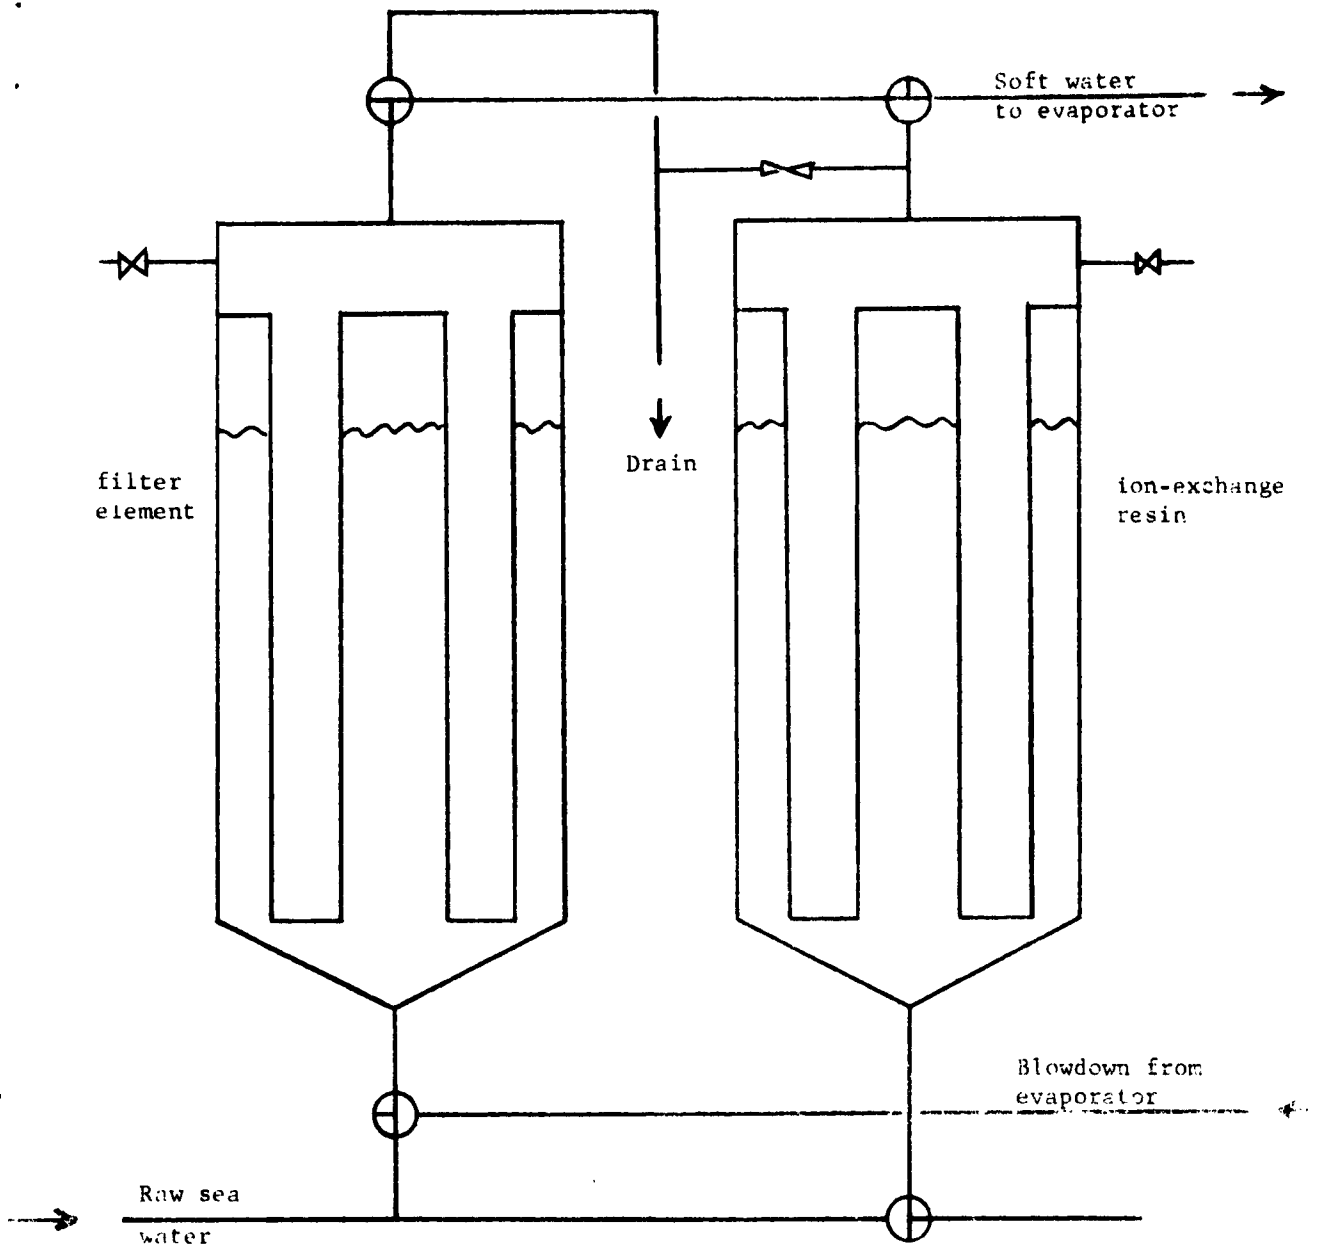 Soft water
to evaporator
filter
element
Drain
ion-exchange
resin
Blowdown from
evaporator
Raw sea
water